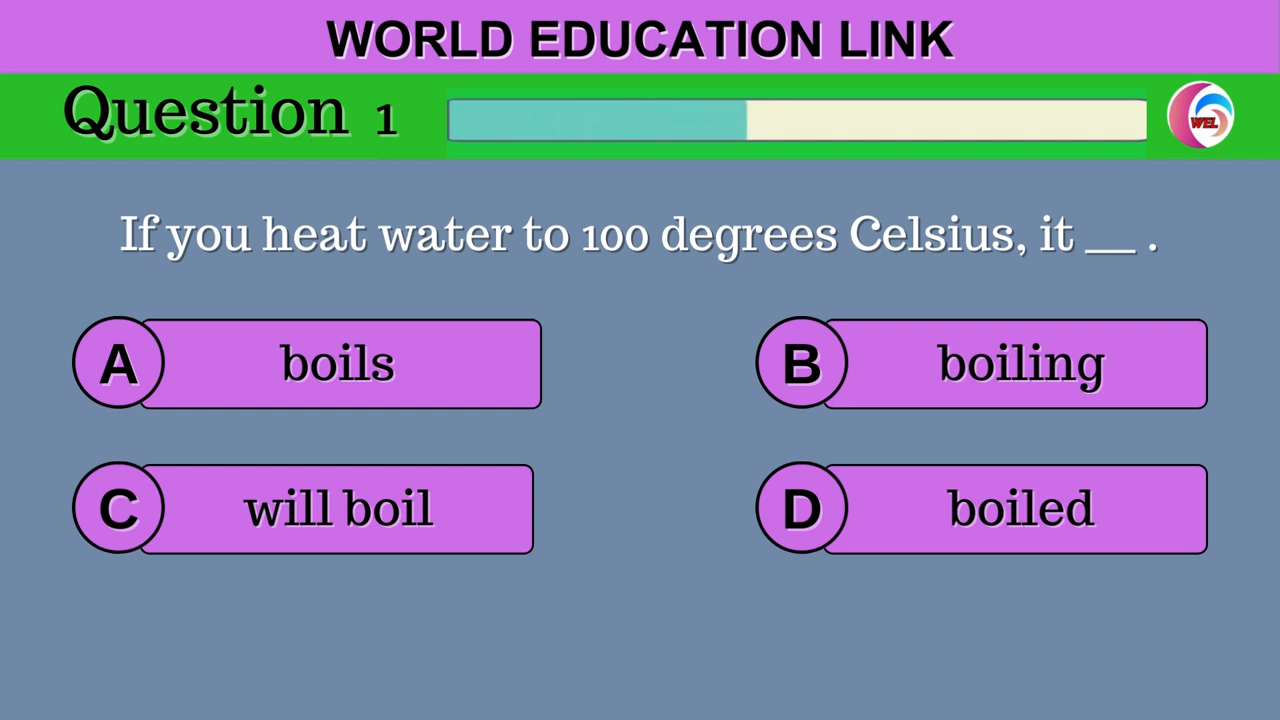 WORLD EDUCATION LINK
Question 1
WEL
If you heat water to 100 degrees Celsius, it __ .
A boils
B boiling
C will boil
D boiled